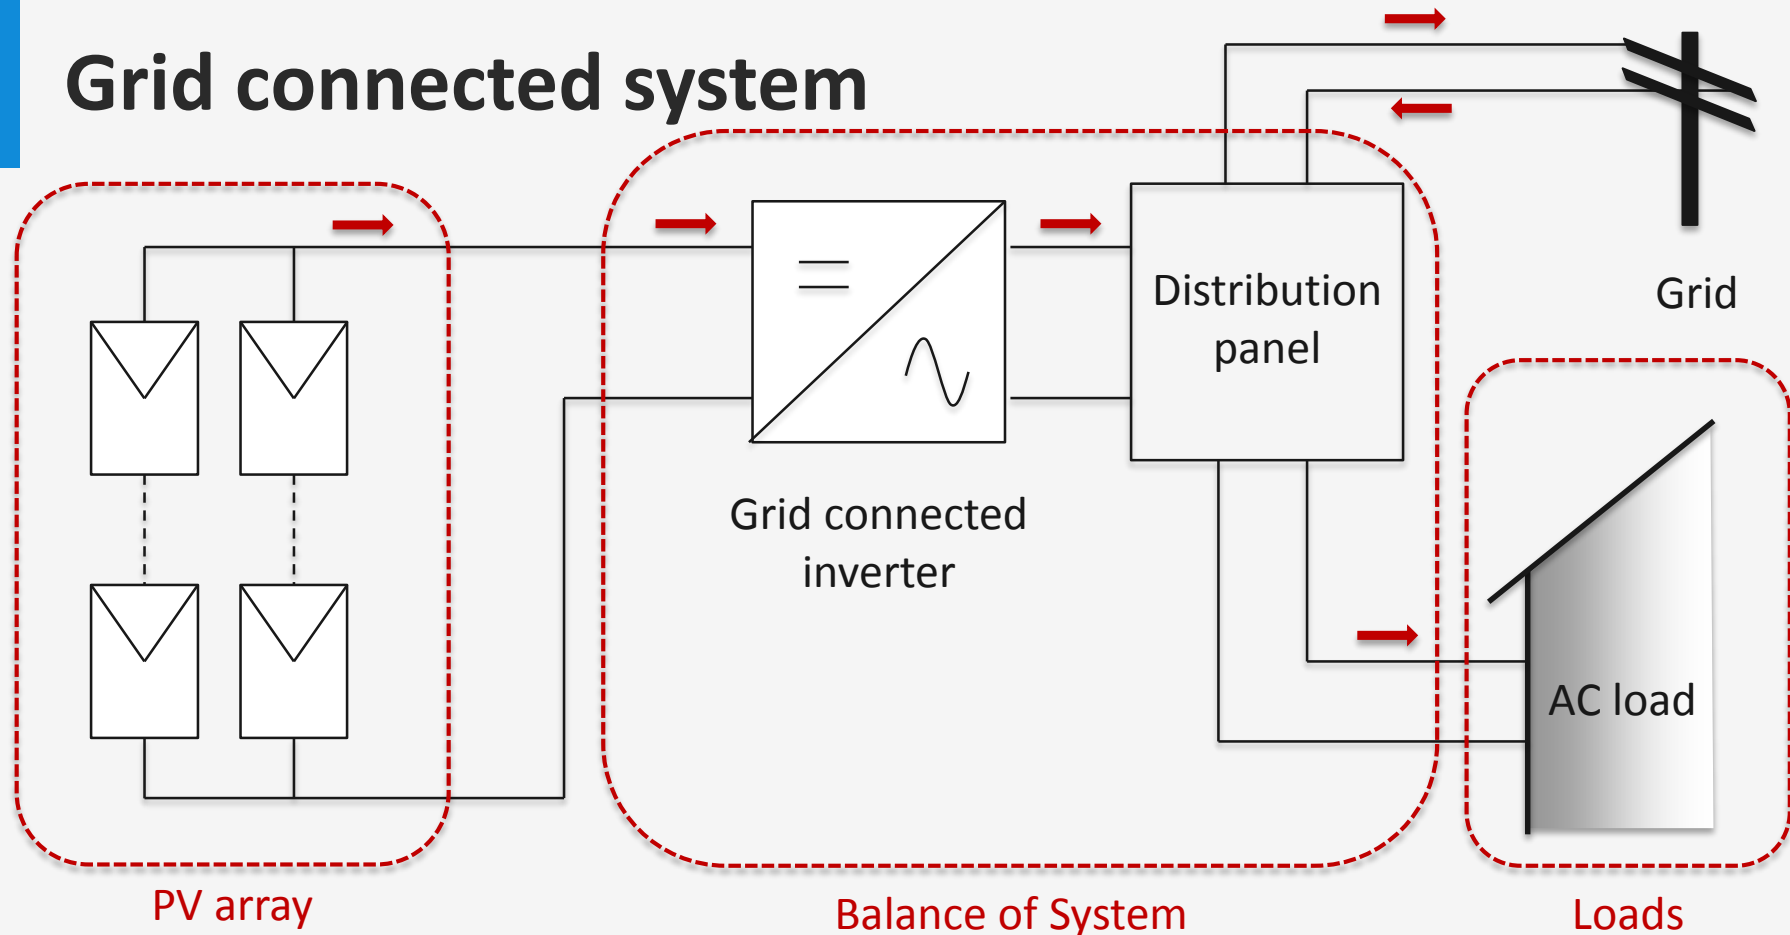 Grid connected system
Distribution
panel
Grid
Grid connected
inverter
AC load
PV array
Balance of System
Loads